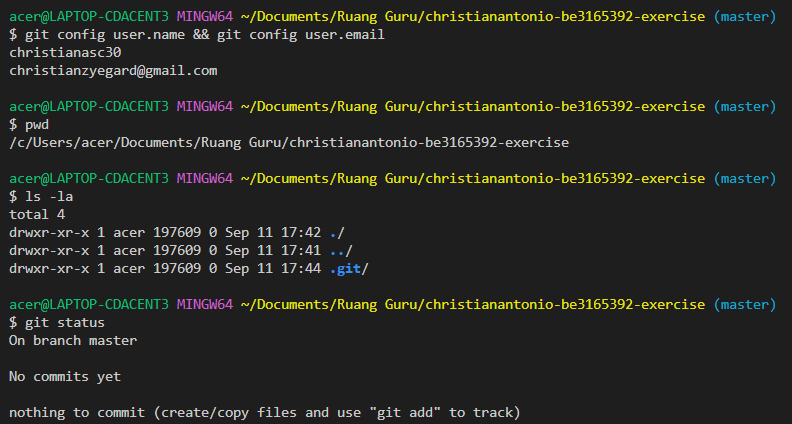 acer@LAPTOP-CDACENT3 MINGW64 ~/Documents/Ruang Guru/christianantonio-be3165392-exercise (master)
$ git config user.name && git config user.email
christianasc30
christianzyegard@gmail.com
acer@LAPTOP-CDACENT3 MINGW64 ~/Documents/Ruang Guru/christianantonio-be3165392-exercise (master)
$ pwd
/c/Users/acer/Documents/Ruang Guru/christianantonio-be3165392-exercise
acer@LAPTOP-CDACENT3 MINGW64 ~/Documents/Ruang Guru/christianantonio-be3165392-exercise (master)
$ ls -la
total 4
drwxr-xr-x 1 acer 197609 0 Sep 11 17:42 ./
drwxr-xr-x 1 acer 197609 0 Sep 11 17:41 ../
drwxr-xr-x 1 acer 197609 0 Sep 11 17:44 .git/
acer@LAPTOP-CDACENT3 MINGW64 ~/Documents/Ruang Guru/christianantonio-be3165392-exercise (master)
$ git status
On branch master
No commits yet
nothing to commit (create/copy files and use "git add" to track)